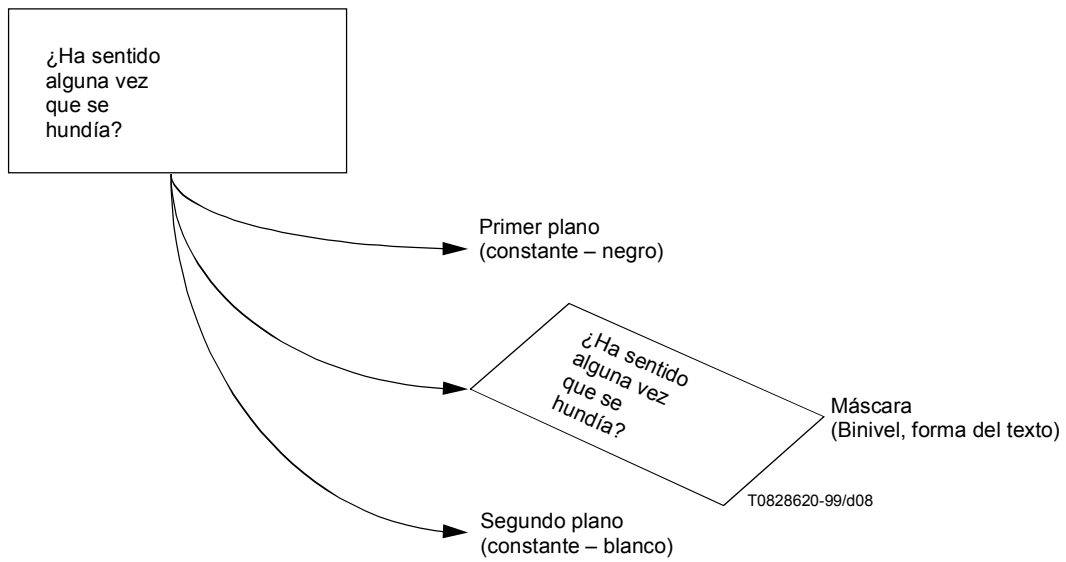 ¿Ha sentido
alguna vez
que se
hundía?
Primer plano
(constante – negro)
¿Ha sentido
alguna vez
que se
hundía?
Máscara
(Binivel, forma del texto)
T0828620-99/d08
Segundo plano
(constante – blanco)